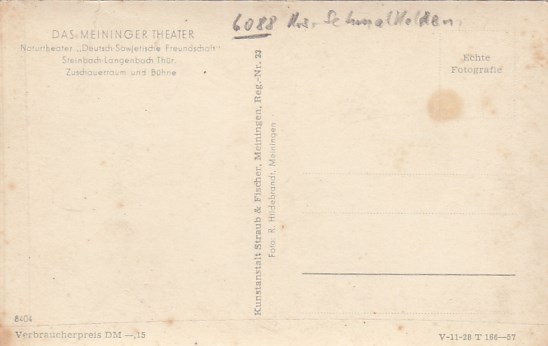 DAS MEININGER THEATER
Naturtheater „Deutsch-Sowjetische Freundschaft"
Steinbach-Langenbach/Thür.
Zuschauerraum und Bühne
6088 Kr. Schmalkalden.
Echte
Fotografie
Kunstanstalt Straub & Fischer, Meiningen, Reg.-Nr. 22
Foto: R. Hildebrandt, Meiningen
8404
Verbraucherpreis DM —,15
V-11-28 T 166—57